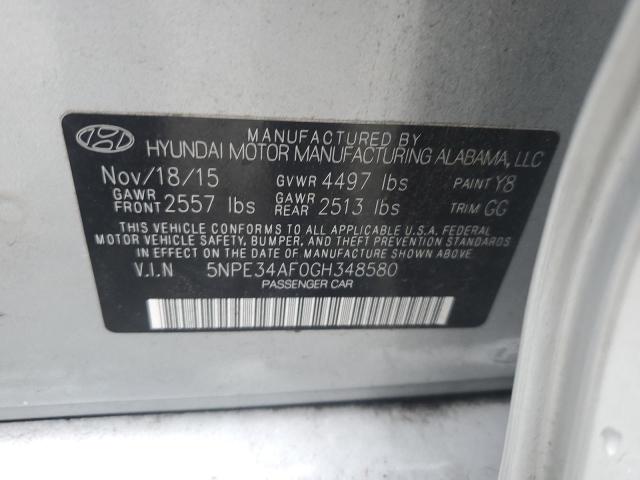 MANUFACTURED BY
HYUNDAI MOTOR MANUFACTURING ALABAMA, LLC
Nov/18/15 GVWR 4497 lbs PAINT Y8
GAWR FRONT 2557 lbs GAWR REAR 2513 lbs TRIM GG
THIS VEHICLE CONFORMS TO ALL APPLICABLE U.S.A. FEDERAL
MOTOR VEHICLE SAFETY, BUMPER, AND THEFT PREVENTION STANDARDS
IN EFFECT ON THE DATE OF MANUFACTURE SHOWN ABOVE.
V.I.N 5NPE34AF0GH348580
PASSENGER CAR